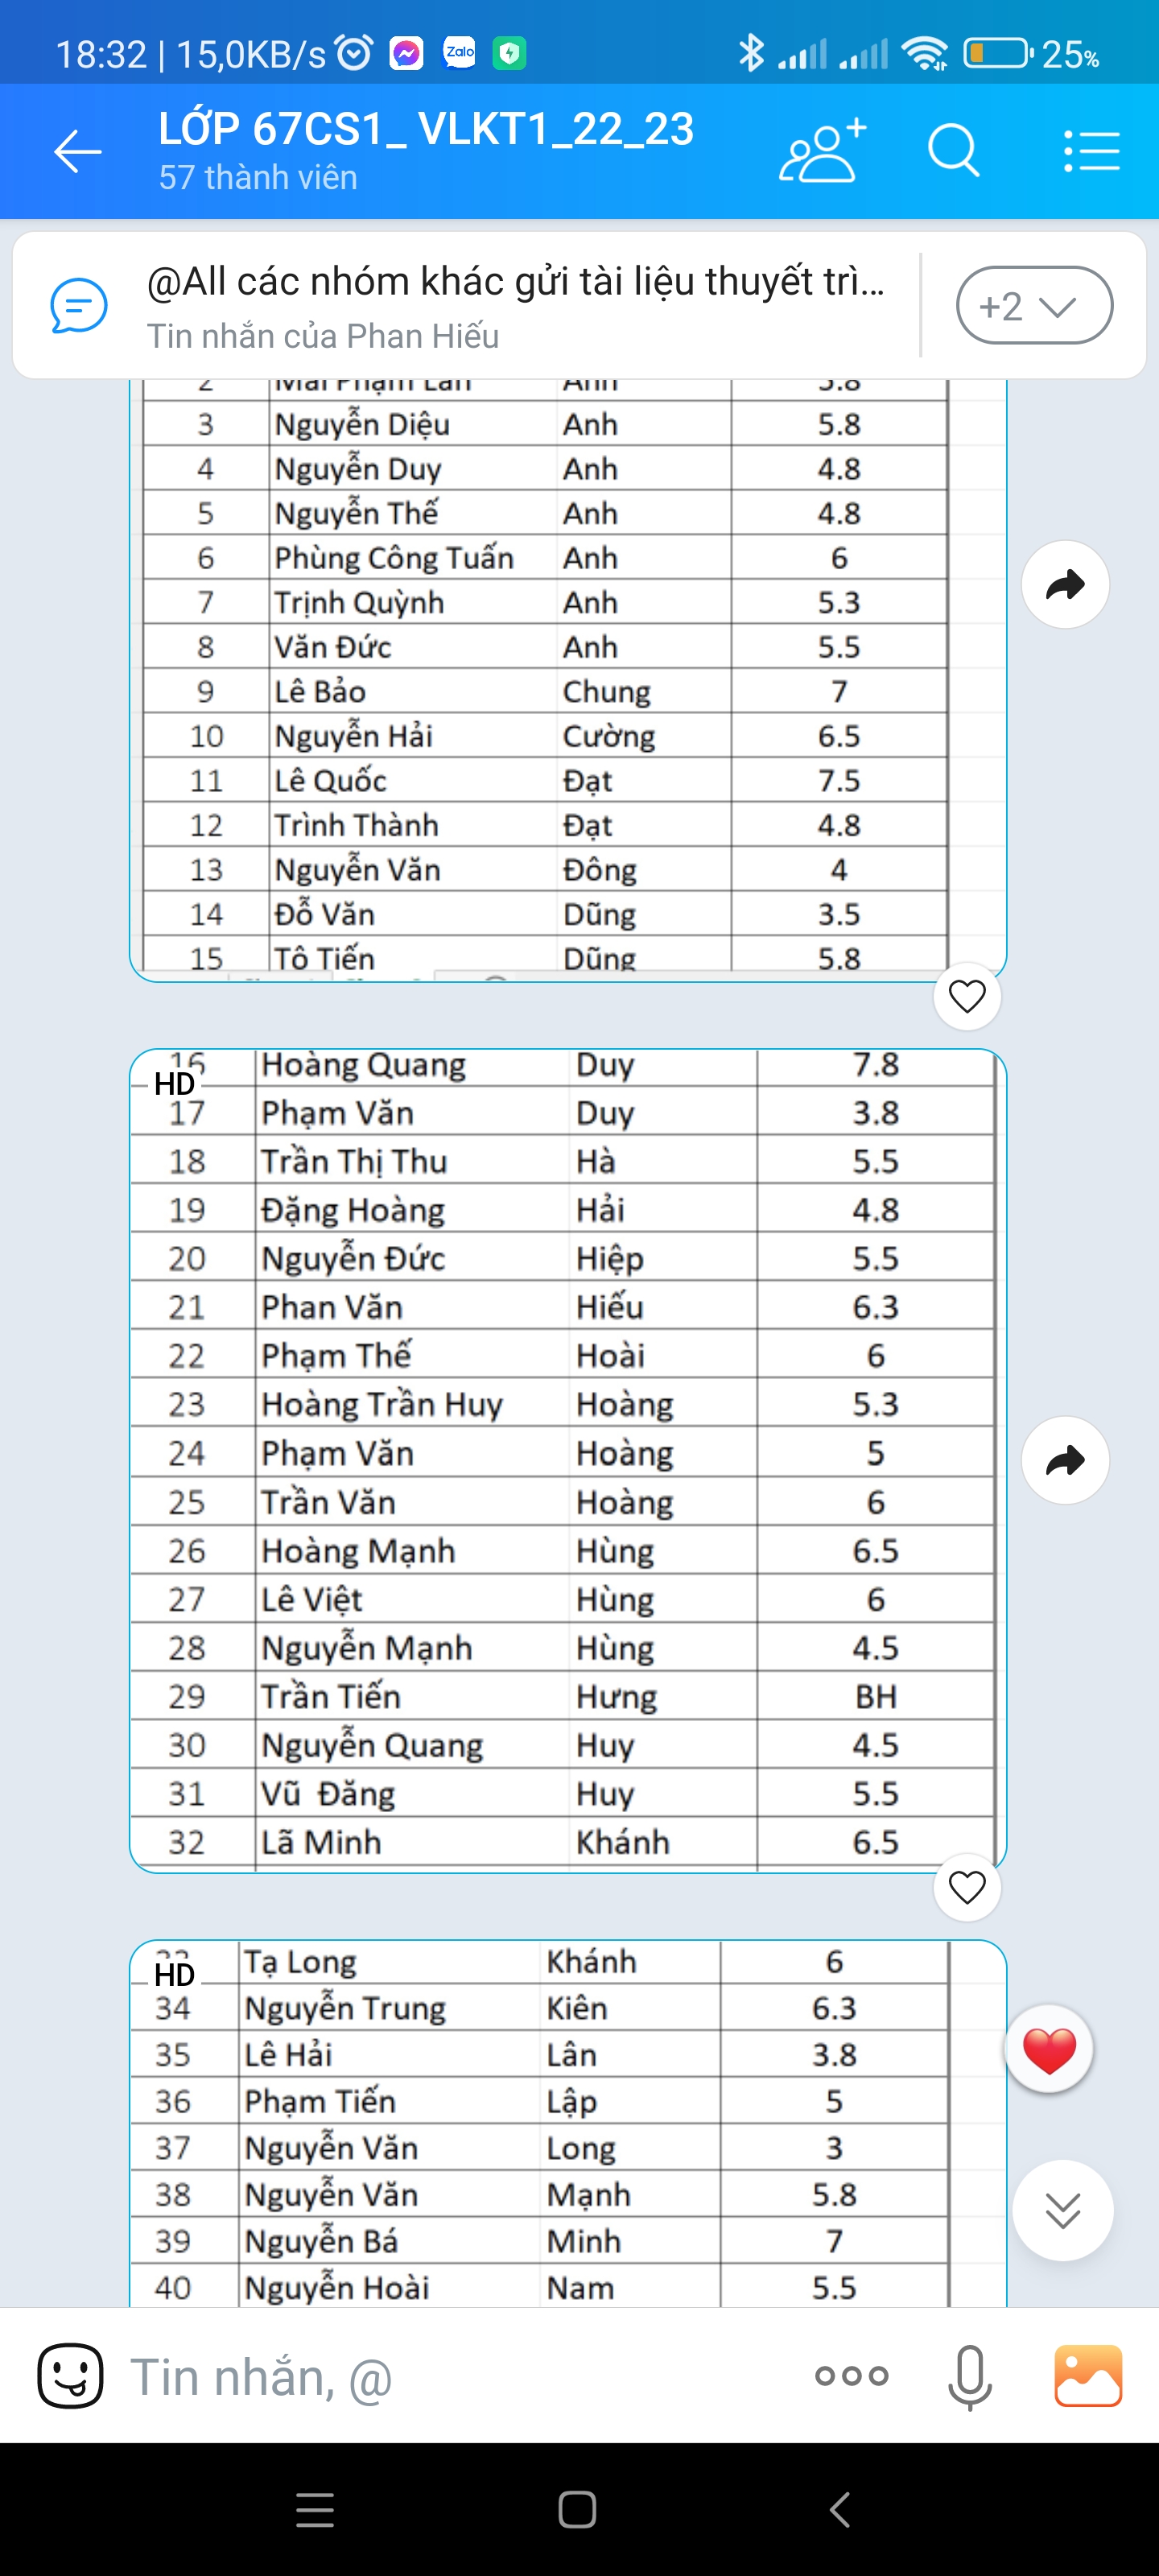 18:32 | 15,0KB/s Zalo 25%
LỚP 67CS1_ VLKT1_22_23
57 thành viên
@All các nhóm khác gửi tài liệu thuyết trì...
Tin nhắn của Phan Hiếu
+2
2 Mai Phạm Lan Anh 5.8
3 Nguyễn Diệu Anh 5.8
4 Nguyễn Duy Anh 4.8
5 Nguyễn Thế Anh 4.8
6 Phùng Công Tuấn Anh 6
7 Trịnh Quỳnh Anh 5.3
8 Văn Đức Anh 5.5
9 Lê Bảo Chung 7
10 Nguyễn Hải Cường 6.5
11 Lê Quốc Đạt 7.5
12 Trình Thành Đạt 4.8
13 Nguyễn Văn Đông 4
14 Đỗ Văn Dũng 3.5
15 Tô Tiến Dũng 5.8
16 Hoàng Quang Duy 7.8
HD
17 Phạm Văn Duy 3.8
18 Trần Thị Thu Hà 5.5
19 Đặng Hoàng Hải 4.8
20 Nguyễn Đức Hiệp 5.5
21 Phan Văn Hiếu 6.3
22 Phạm Thế Hoài 6
23 Hoàng Trần Huy Hoàng 5.3
24 Phạm Văn Hoàng 5
25 Trần Văn Hoàng 6
26 Hoàng Mạnh Hùng 6.5
27 Lê Việt Hùng 6
28 Nguyễn Mạnh Hùng 4.5
29 Trần Tiến Hưng BH
30 Nguyễn Quang Huy 4.5
31 Vũ Đăng Huy 5.5
32 Lã Minh Khánh 6.5
Tạ Long Khánh 6
HD
34 Nguyễn Trung Kiên 6.3
35 Lê Hải Lân 3.8
36 Phạm Tiến Lập 5
37 Nguyễn Văn Long 3
38 Nguyễn Văn Mạnh 5.8
39 Nguyễn Bá Minh 7
40 Nguyễn Hoài Nam 5.5
Tin nhắn, @